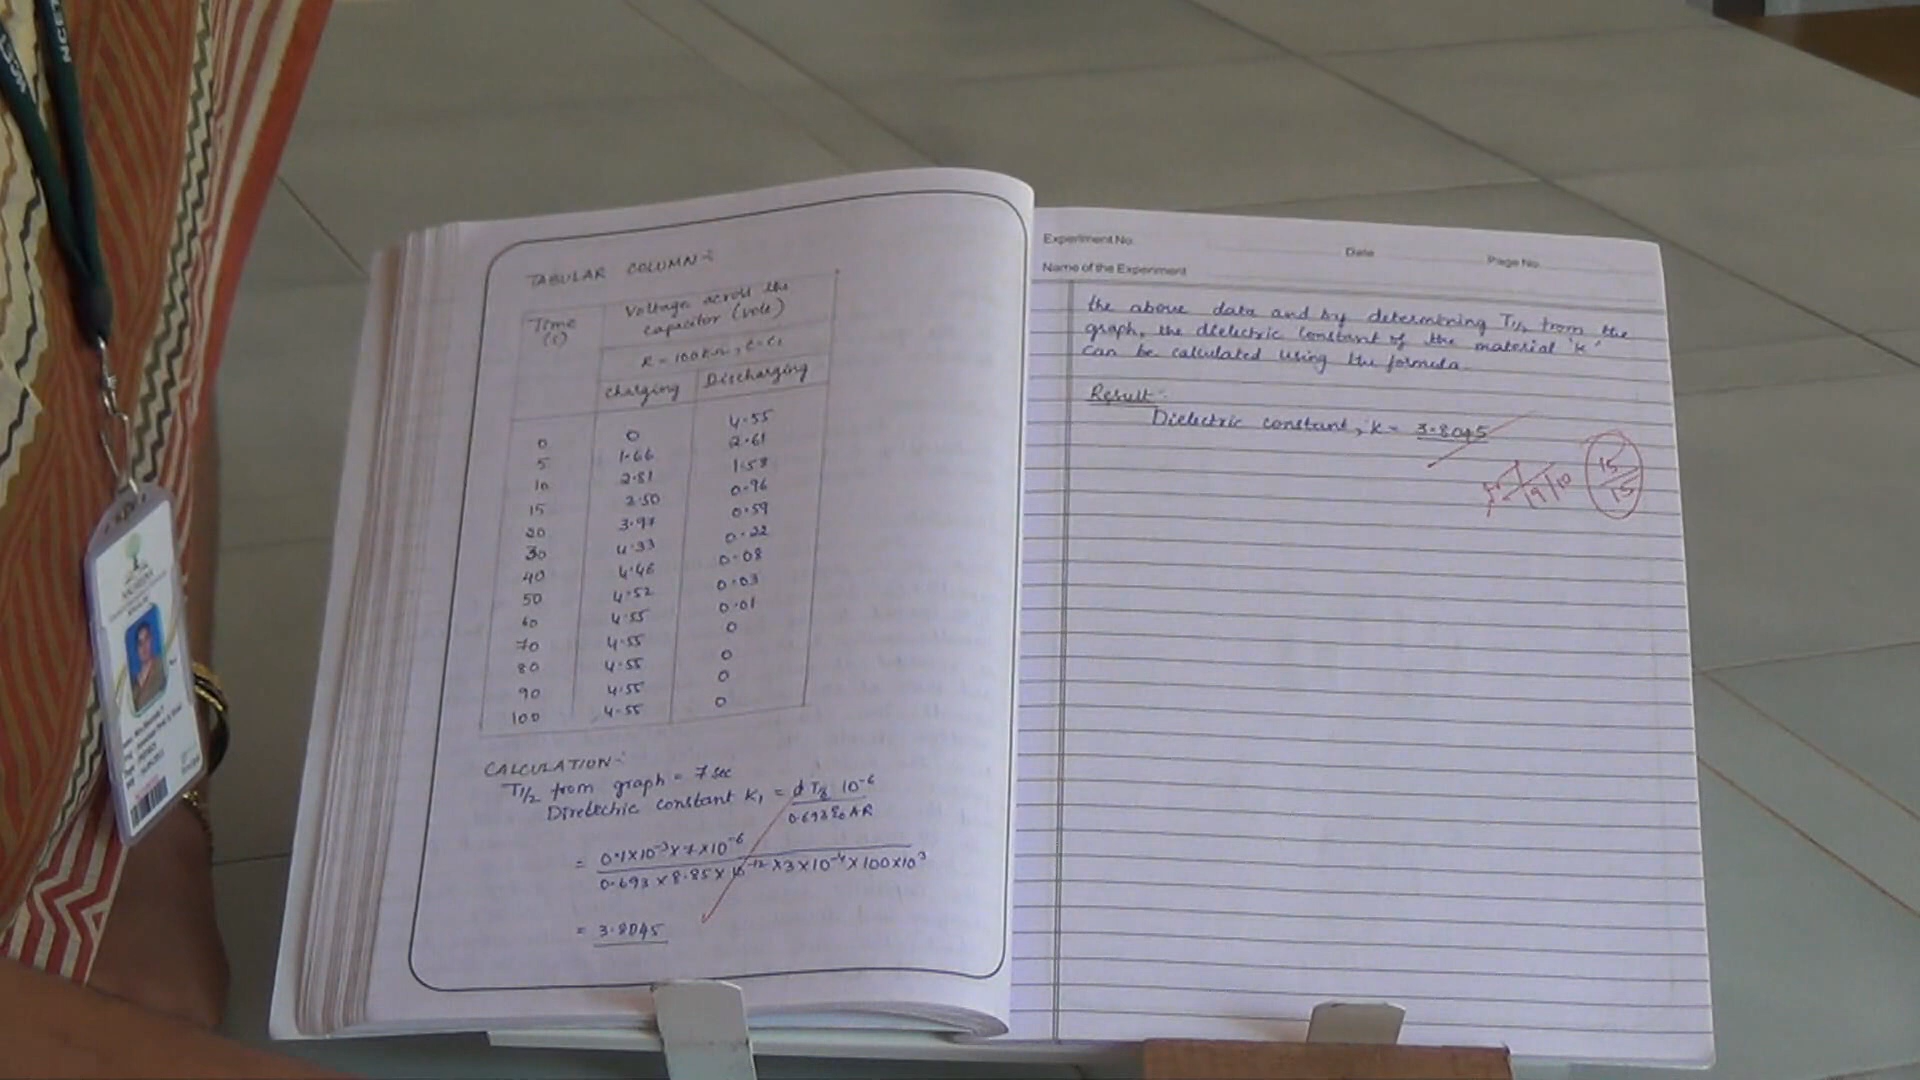 TABULAR COLUMN:-
Time (s)
Voltage across the capacitor (volt)
R = 100KΩ, C = C₁
Charging Discharging
0 0 4.55
5 1.66 2.61
10 2.81 1.58
15 3.50 0.96
20 3.97 0.59
30 4.33 0.22
40 4.46 0.08
50 4.52 0.03
60 4.55 0.01
70 4.55 0
80 4.55 0
90 4.55 0
100 4.55 0
CALCULATION:-
T1/2 from graph = 7 sec
Direlectric constant K₁ = d T½ 10⁻⁶
0.693 ε₀ A R
= 0.1×10⁻³×7×10⁻⁶
0.693 × 8.85×10⁻¹² ×3×10⁻⁴×100×10³
= 3.8045
Experiment No.
Date
Page No.
Name of the Experiment
the above data and by determining T1/2 from the
graph, the dielectric constant of the material 'K'
can be calculated using the formula.
Result:-
Dielectric constant, K = 3.8045
19/10
15
15